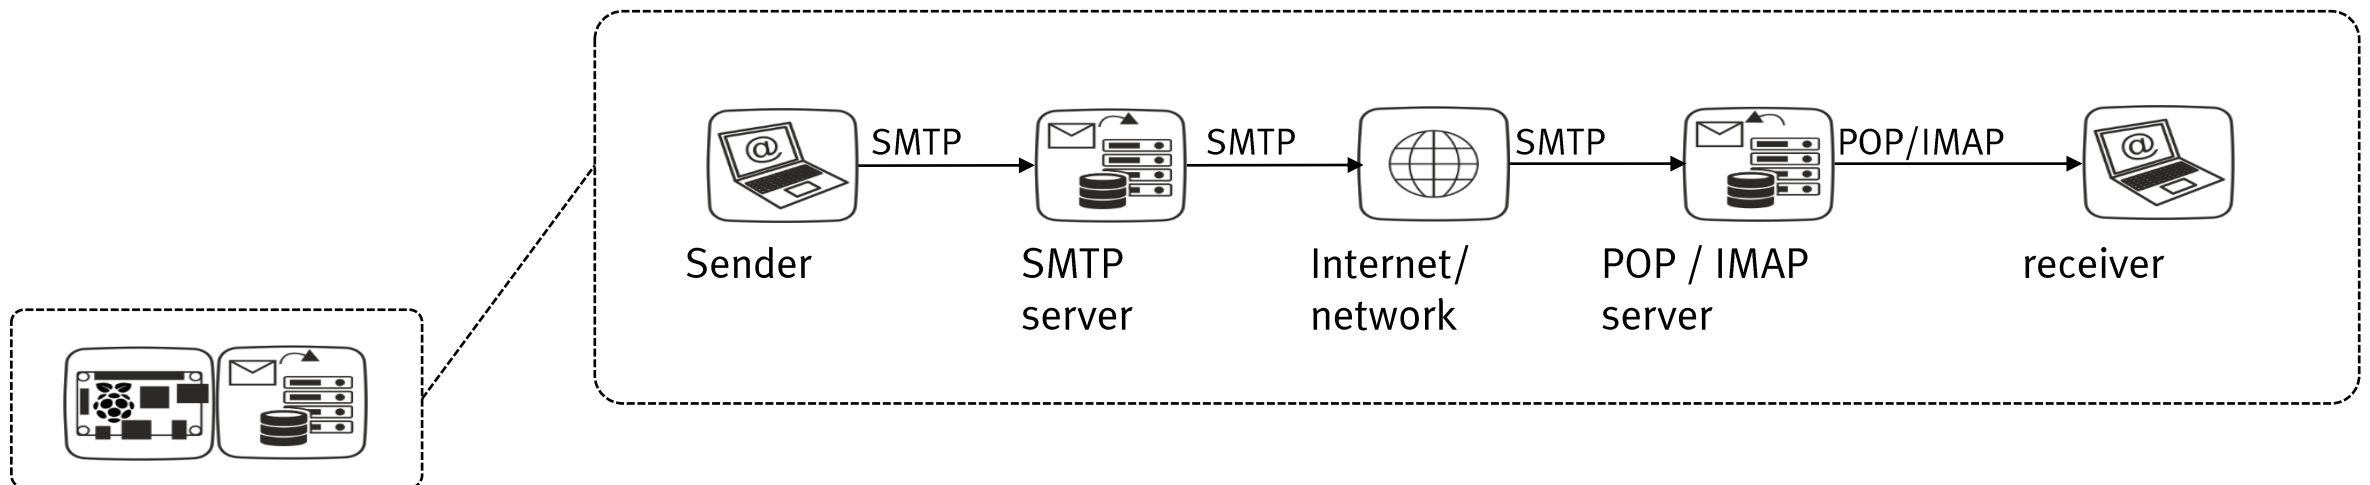 SMTP
SMTP
SMTP
POP/IMAP
@
@
Sender
SMTP
server
Internet/
network
POP / IMAP
server
receiver